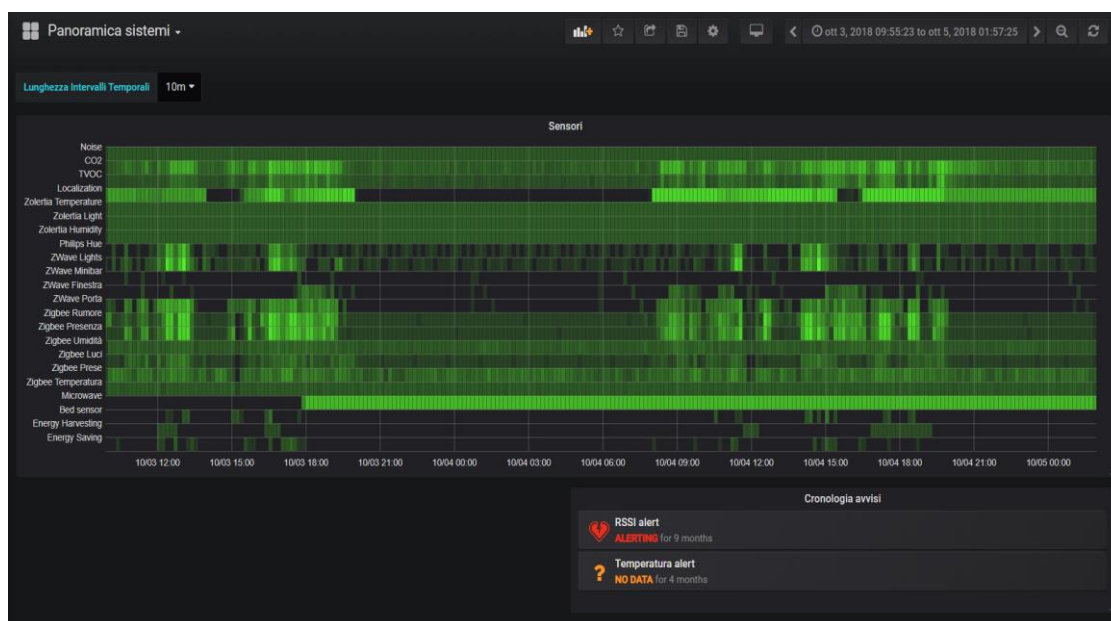 Panoramica sistemi
ott 3, 2018 09:55:23 to ott 5, 2018 01:57:25
Lunghezza Intervalli Temporali 10m
Sensori
Noise
CO2
TVOC
Localization
Zolertia Temperature
Zolertia Light
Zolertia Humidity
Philips Hue
ZWave Lights
ZWave Minibar
ZWave Finestra
ZWave Porta
Zigbee Rumore
Zigbee Presenza
Zigbee Umidità
Zigbee Luci
Zigbee Prese
Zigbee Temperatura
Microwave
Bed sensor
Energy Harvesting
Energy Saving
10/03 12:00 10/03 15:00 10/03 18:00 10/03 21:00 10/04 00:00 10/04 03:00 10/04 06:00 10/04 09:00 10/04 12:00 10/04 15:00 10/04 18:00 10/04 21:00 10/05 00:00
Cronologia avvisi
RSSI alert
ALERTING for 9 months
Temperatura alert
NO DATA for 4 months